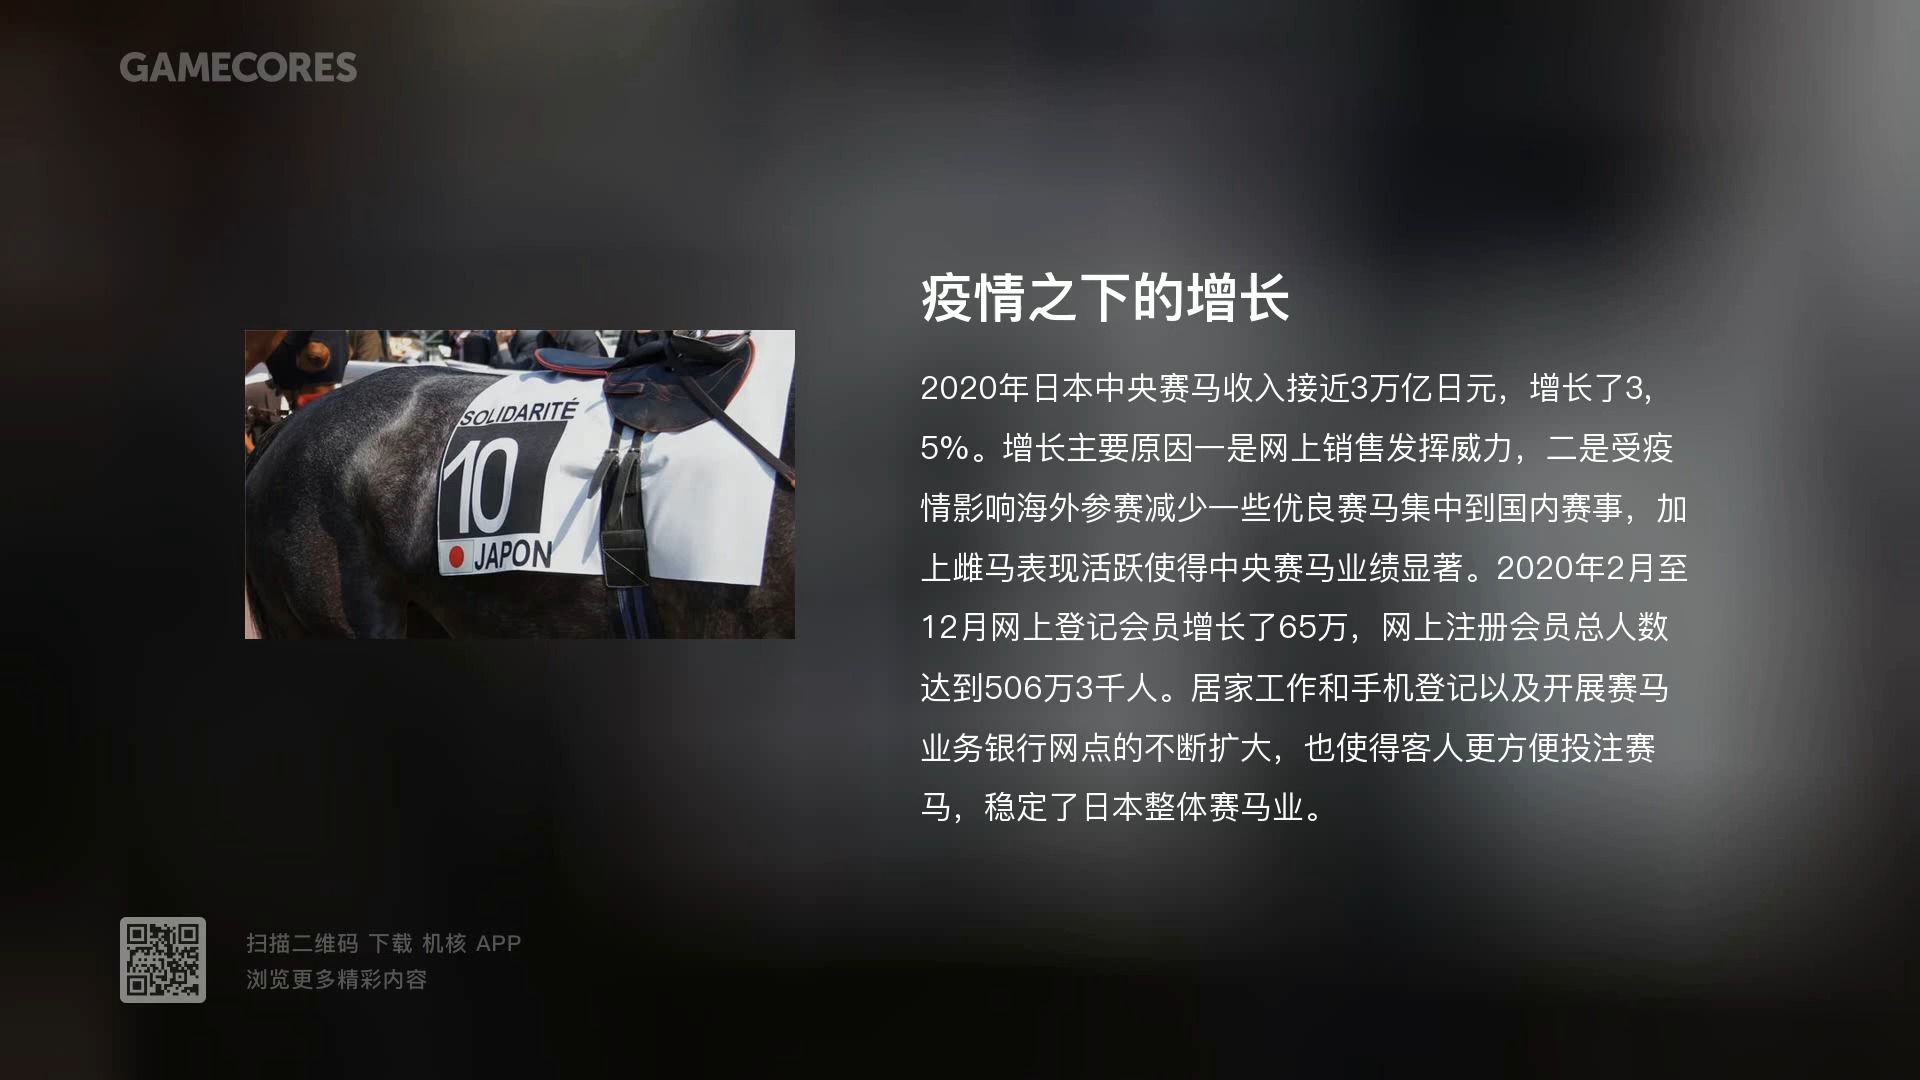 GAMECORES
疫情之下的增长
2020年日本中央赛马收入接近3万亿日元，增长了3,
5%。增长主要原因一是网上销售发挥威力，二是受疫
情影响海外参赛减少一些优良赛马集中到国内赛事，加
上雌马表现活跃使得中央赛马业绩显著。2020年2月至
12月网上登记会员增长了65万，网上注册会员总人数
达到506万3千人。居家工作和手机登记以及开展赛马
业务银行网点的不断扩大，也使得客人更方便投注赛
马，稳定了日本整体赛马业。
SOLIDARITÉ
10
JAPON
扫描二维码 下载 机核 APP
浏览更多精彩内容